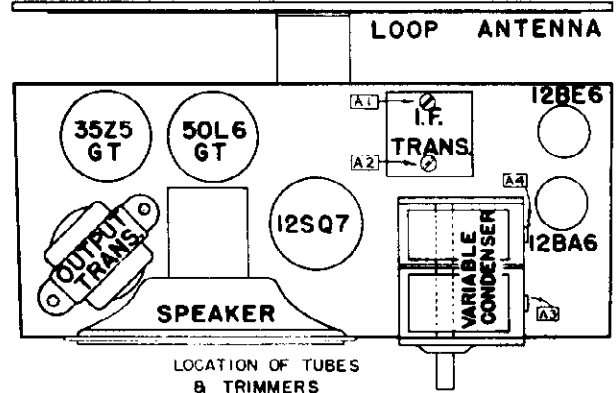 LOOP ANTENNA
35Z5
GT
50L6
GT
A1
I.F.
TRANS.
A2
12BE6
A4
12BA6
12SQ7
OUTPUT
TRANS.
SPEAKER
VARIABLE
CONDENSER
A3
LOCATION OF TUBES
& TRIMMERS